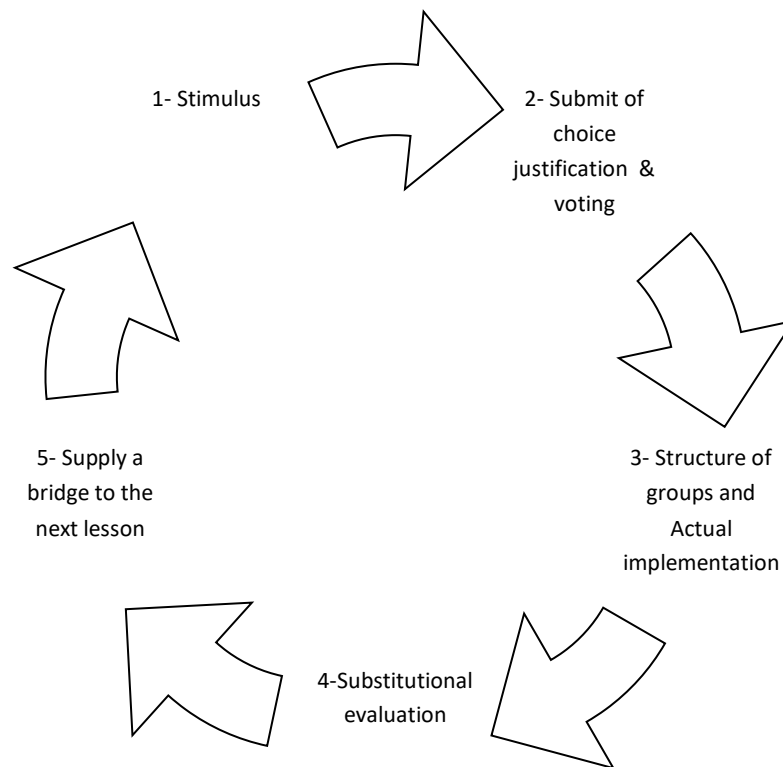 1- Stimulus
2- Submit of
choice
justification &
voting
3- Structure of
groups and
Actual
implementation
4-Substitutional
evaluation
5- Supply a
bridge to the
next lesson